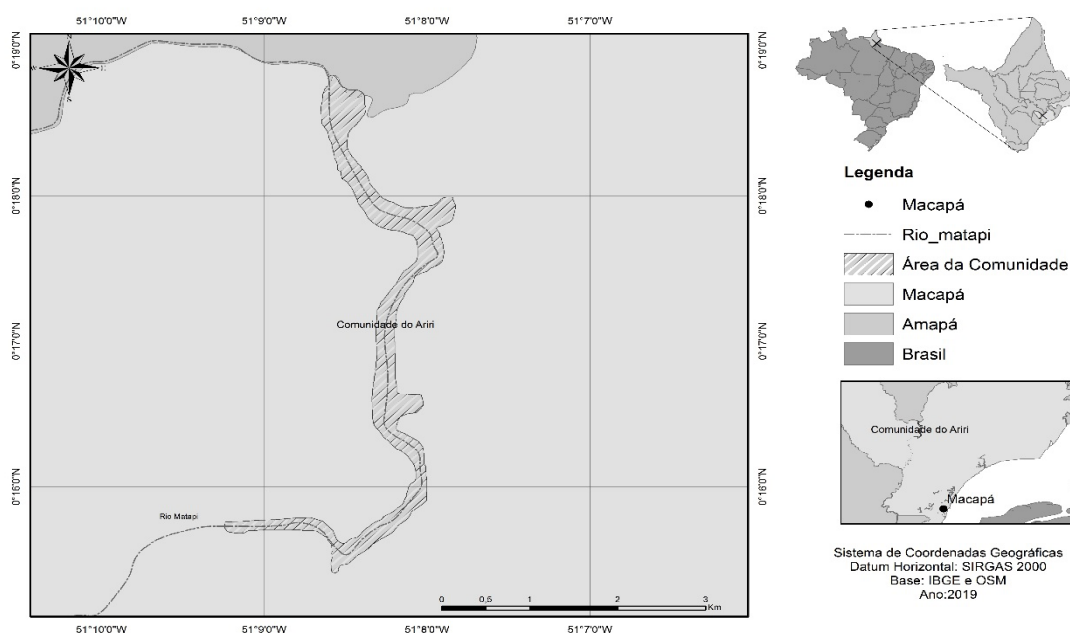 51°10'0"W 51°9'0"W 51°8'0"W 51°7'0"W
0°19'0"N
0°18'0"N
0°17'0"N
0°16'0"N
0°19'0"N
0°18'0"N
0°17'0"N
0°16'0"N
N
W E
S
Comunidade do Ariri
Rio Matapi
0 0,5 1 2 3
Km
51°10'0"W 51°9'0"W 51°8'0"W 51°7'0"W
Legenda
Macapá
Rio_matapi
Área da Comunidade
Macapá
Amapá
Brasil
Comunidade do Ariri
Macapá
Sistema de Coordenadas Geográficas
Datum Horizontal: SIRGAS 2000
Base: IBGE e OSM
Ano:2019